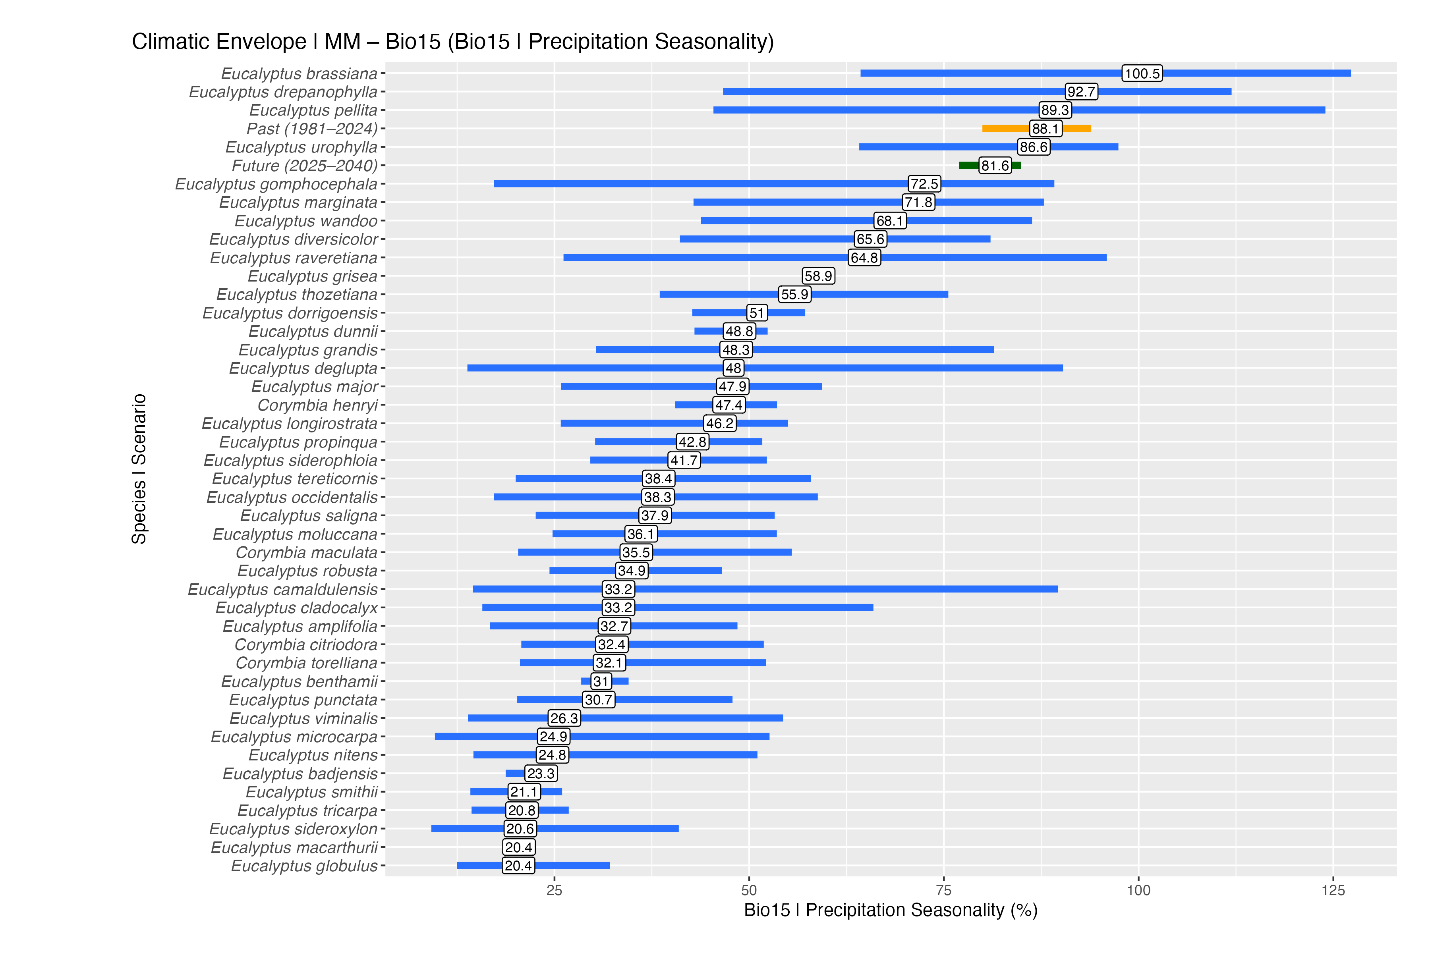 Climatic Envelope | MM – Bio15 (Bio15 | Precipitation Seasonality)
Eucalyptus brassiana 100.5
Eucalyptus drepanophylla 92.7
Eucalyptus pellita 89.3
Past (1981–2024) 88.1
Eucalyptus urophylla 86.6
Future (2025–2040) 81.6
Eucalyptus gomphocephala 72.5
Eucalyptus marginata 71.8
Eucalyptus wandoo 68.1
Eucalyptus diversicolor 65.6
Eucalyptus raveretiana 64.8
Eucalyptus grisea 58.9
Eucalyptus thozetiana 55.9
Eucalyptus dorrigoensis 51
Eucalyptus dunnii 48.8
Eucalyptus grandis 48.3
Eucalyptus deglupta 48
Eucalyptus major 47.9
Corymbia henryi 47.4
Eucalyptus longirostrata 46.2
Eucalyptus propinqua 42.8
Eucalyptus siderophloia 41.7
Eucalyptus tereticornis 38.4
Eucalyptus occidentalis 38.3
Eucalyptus saligna 37.9
Eucalyptus moluccana 36.1
Corymbia maculata 35.5
Eucalyptus robusta 34.9
Eucalyptus camaldulensis 33.2
Eucalyptus cladocalyx 33.2
Eucalyptus amplifolia 32.7
Corymbia citriodora 32.4
Corymbia torelliana 32.1
Eucalyptus benthamii 31
Eucalyptus punctata 30.7
Eucalyptus viminalis 26.3
Eucalyptus microcarpa 24.9
Eucalyptus nitens 24.8
Eucalyptus badjensis 23.3
Eucalyptus smithii 21.1
Eucalyptus tricarpa 20.8
Eucalyptus sideroxylon 20.6
Eucalyptus macarthurii 20.4
Eucalyptus globulus 20.4
Species | Scenario
25 50 75 100 125
Bio15 | Precipitation Seasonality (%)